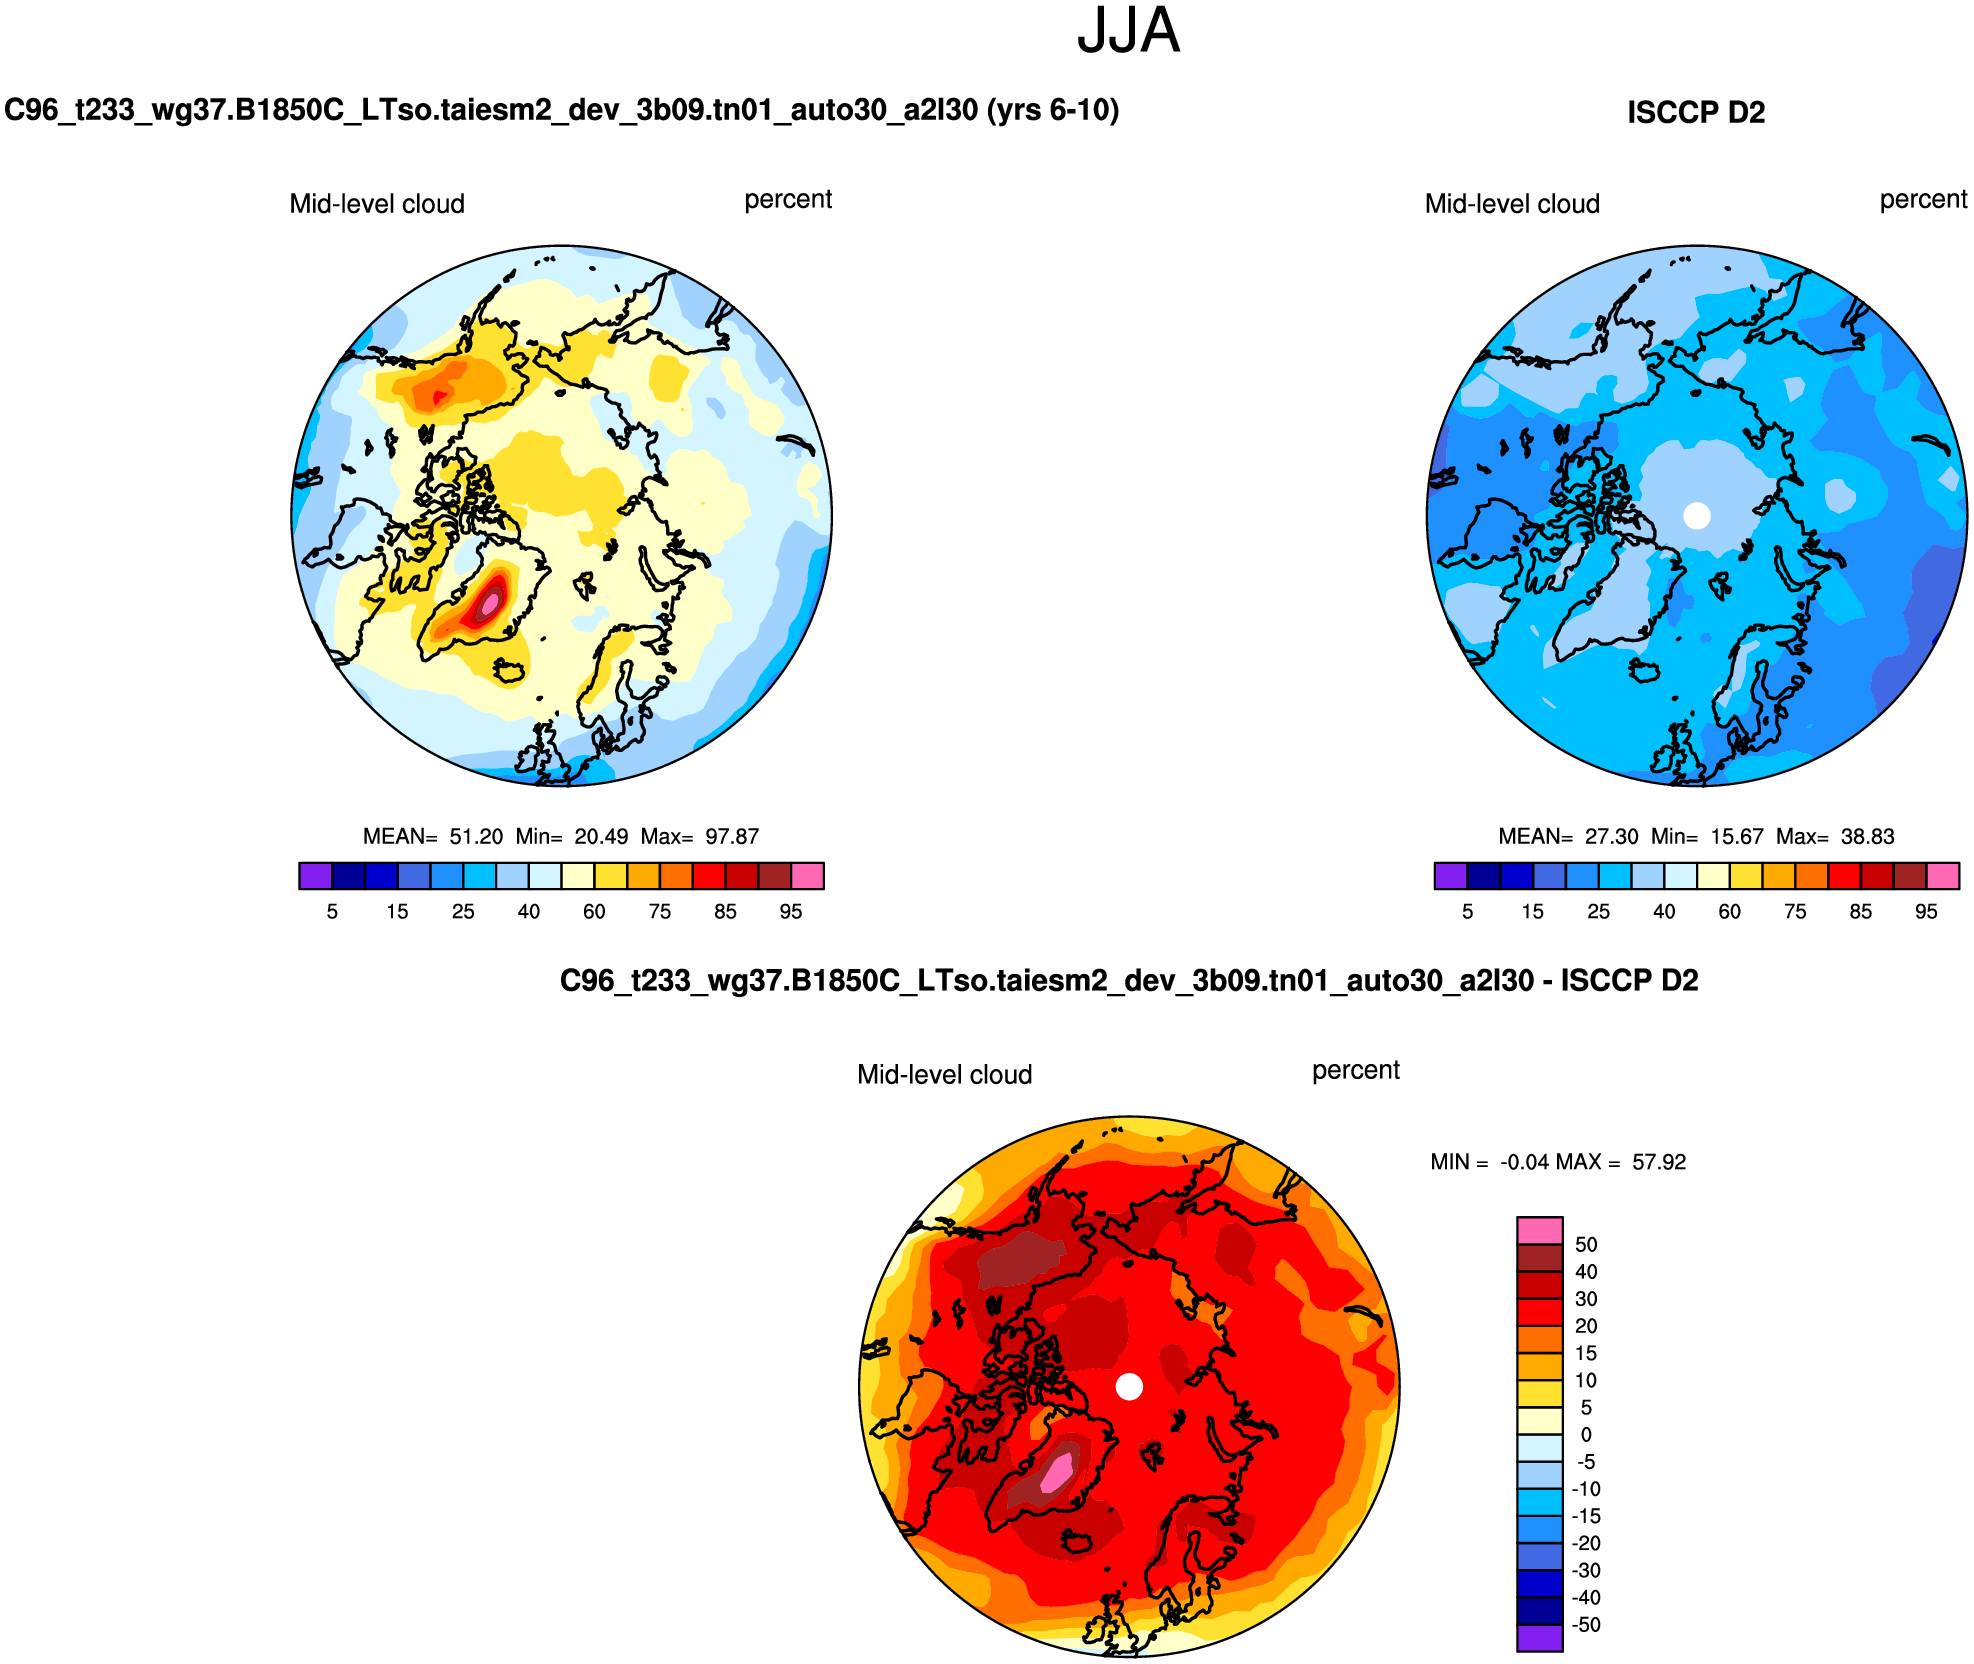 JJA
C96_t233_wg37.B1850C_LTso.taiesm2_dev_3b09.tn01_auto30_a2l30 (yrs 6-10)
ISCCP D2
Mid-level cloud percent
Mid-level cloud percent
MEAN= 51.20 Min= 20.49 Max= 97.87
MEAN= 27.30 Min= 15.67 Max= 38.83
5 15 25 40 60 75 85 95
5 15 25 40 60 75 85 95
C96_t233_wg37.B1850C_LTso.taiesm2_dev_3b09.tn01_auto30_a2l30 - ISCCP D2
Mid-level cloud percent
MIN = -0.04 MAX = 57.92
50
40
30
20
15
10
5
0
-5
-10
-15
-20
-30
-40
-50